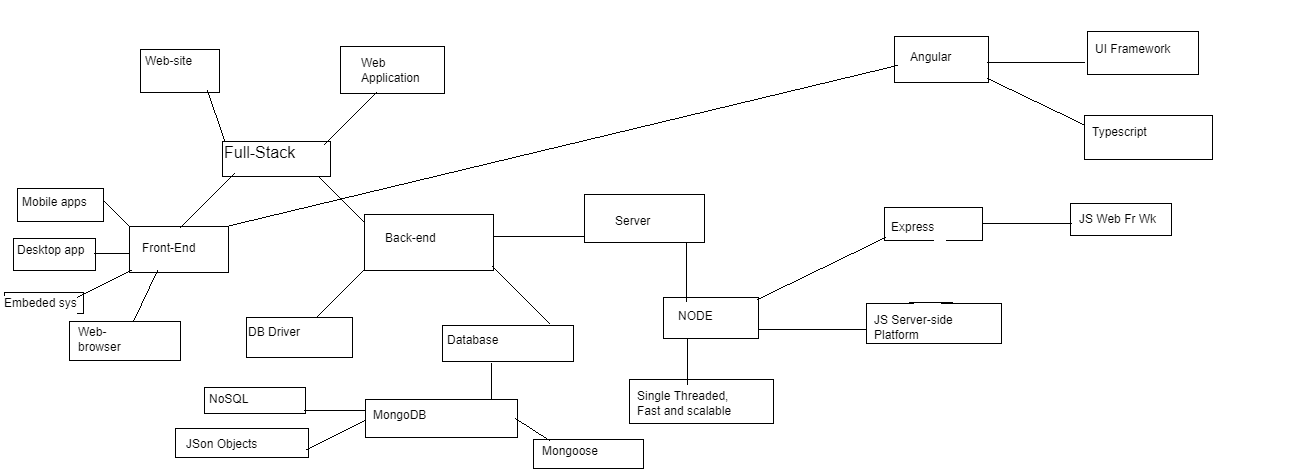 Web-site
Web
Application
Angular
UI Framework
Typescript
Full-Stack
Mobile apps
Desktop app
Embeded sys
Web-
browser
Front-End
Back-end
Server
Express
JS Web Fr Wk
NODE
JS Server-side
Platform
Single Threaded,
Fast and scalable
DB Driver
Database
NoSQL
JSon Objects
MongoDB
Mongoose